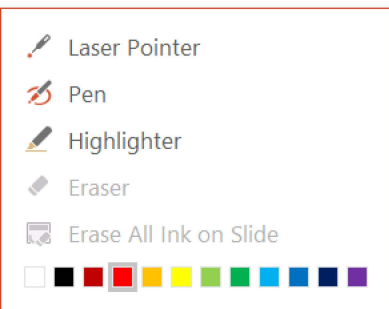 Laser Pointer
Pen
Highlighter
Eraser
Erase All Ink on Slide